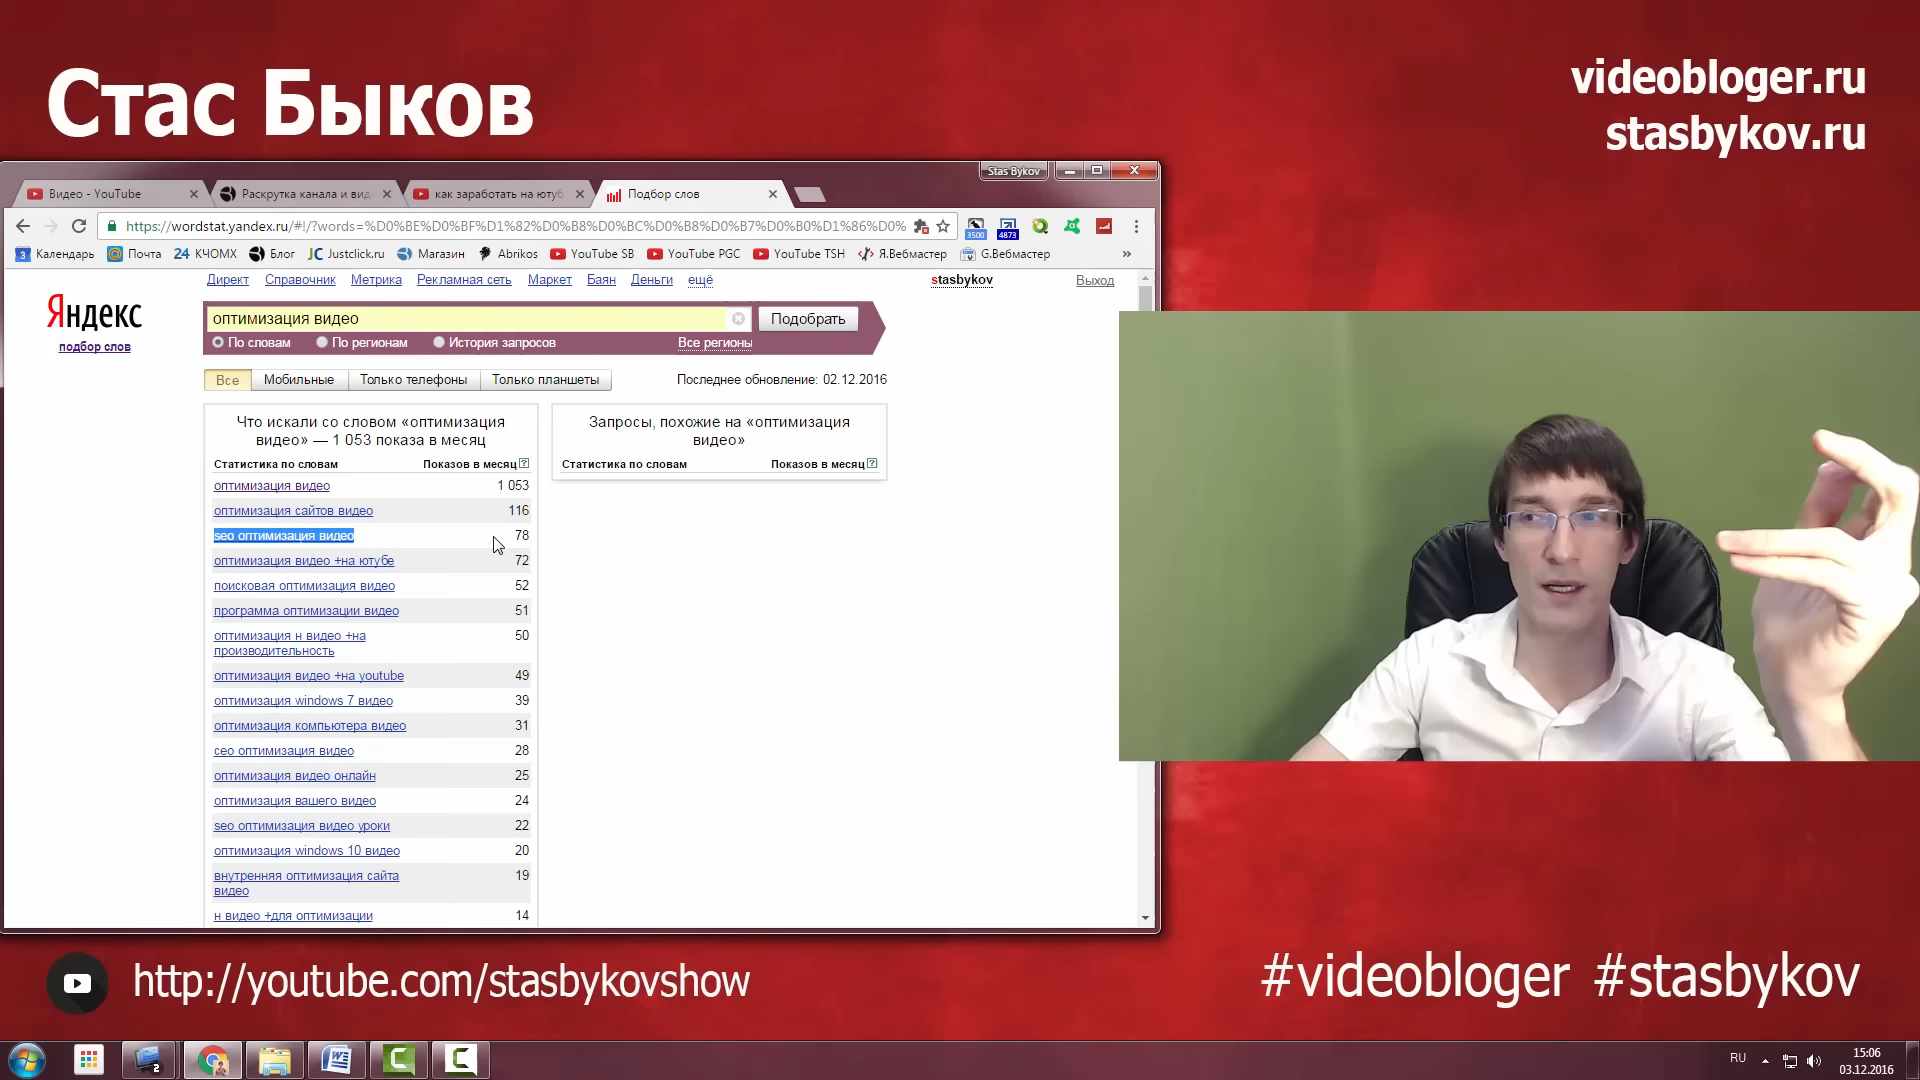 Стас Быков
videobloger.ru
stasbykov.ru
Stas Bykov
Видео - YouTube
Раскрутка канала и вид
как заработать на ютуб
Подбор слов
https://wordstat.yandex.ru/#!/?words=%D0%BE%D0%BF%D1%82%D0%B8%D0%BC%D0%B8%D0%B7%D0%B0%D1%86%D0%
3500
4873
3 Календарь
Почта
24 КЧОМХ
Блог
JC Justclick.ru
Магазин
Abrikos
YouTube SB
YouTube PGC
YouTube TSH
Я.Вебмастер
G.Вебмастер
»
Директ Справочник Метрика Рекламная сеть Маркет Баян Деньги ещё
stasbykov
Выход
Яндекс
подбор слов
оптимизация видео
Подобрать
По словам По регионам История запросов Все регионы
Все Мобильные Только телефоны Только планшеты
Последнее обновление: 02.12.2016
Что искали со словом «оптимизация
видео» — 1 053 показа в месяц
Статистика по словам Показов в месяц ?
оптимизация видео 1 053
оптимизация сайтов видео 116
seo оптимизация видео 78
оптимизация видео +на ютубе 72
поисковая оптимизация видео 52
программа оптимизации видео 51
оптимизация н видео +на 50
производительность
оптимизация видео +на youtube 49
оптимизация windows 7 видео 39
оптимизация компьютера видео 31
сео оптимизация видео 28
оптимизация видео онлайн 25
оптимизация вашего видео 24
seo оптимизация видео уроки 22
оптимизация windows 10 видео 20
внутренняя оптимизация сайта 19
видео
н видео +для оптимизации 14
Запросы, похожие на «оптимизация
видео»
Статистика по словам Показов в месяц ?
http://youtube.com/stasbykovshow
#videobloger #stasbykov
2
RU
15:06
03.12.2016